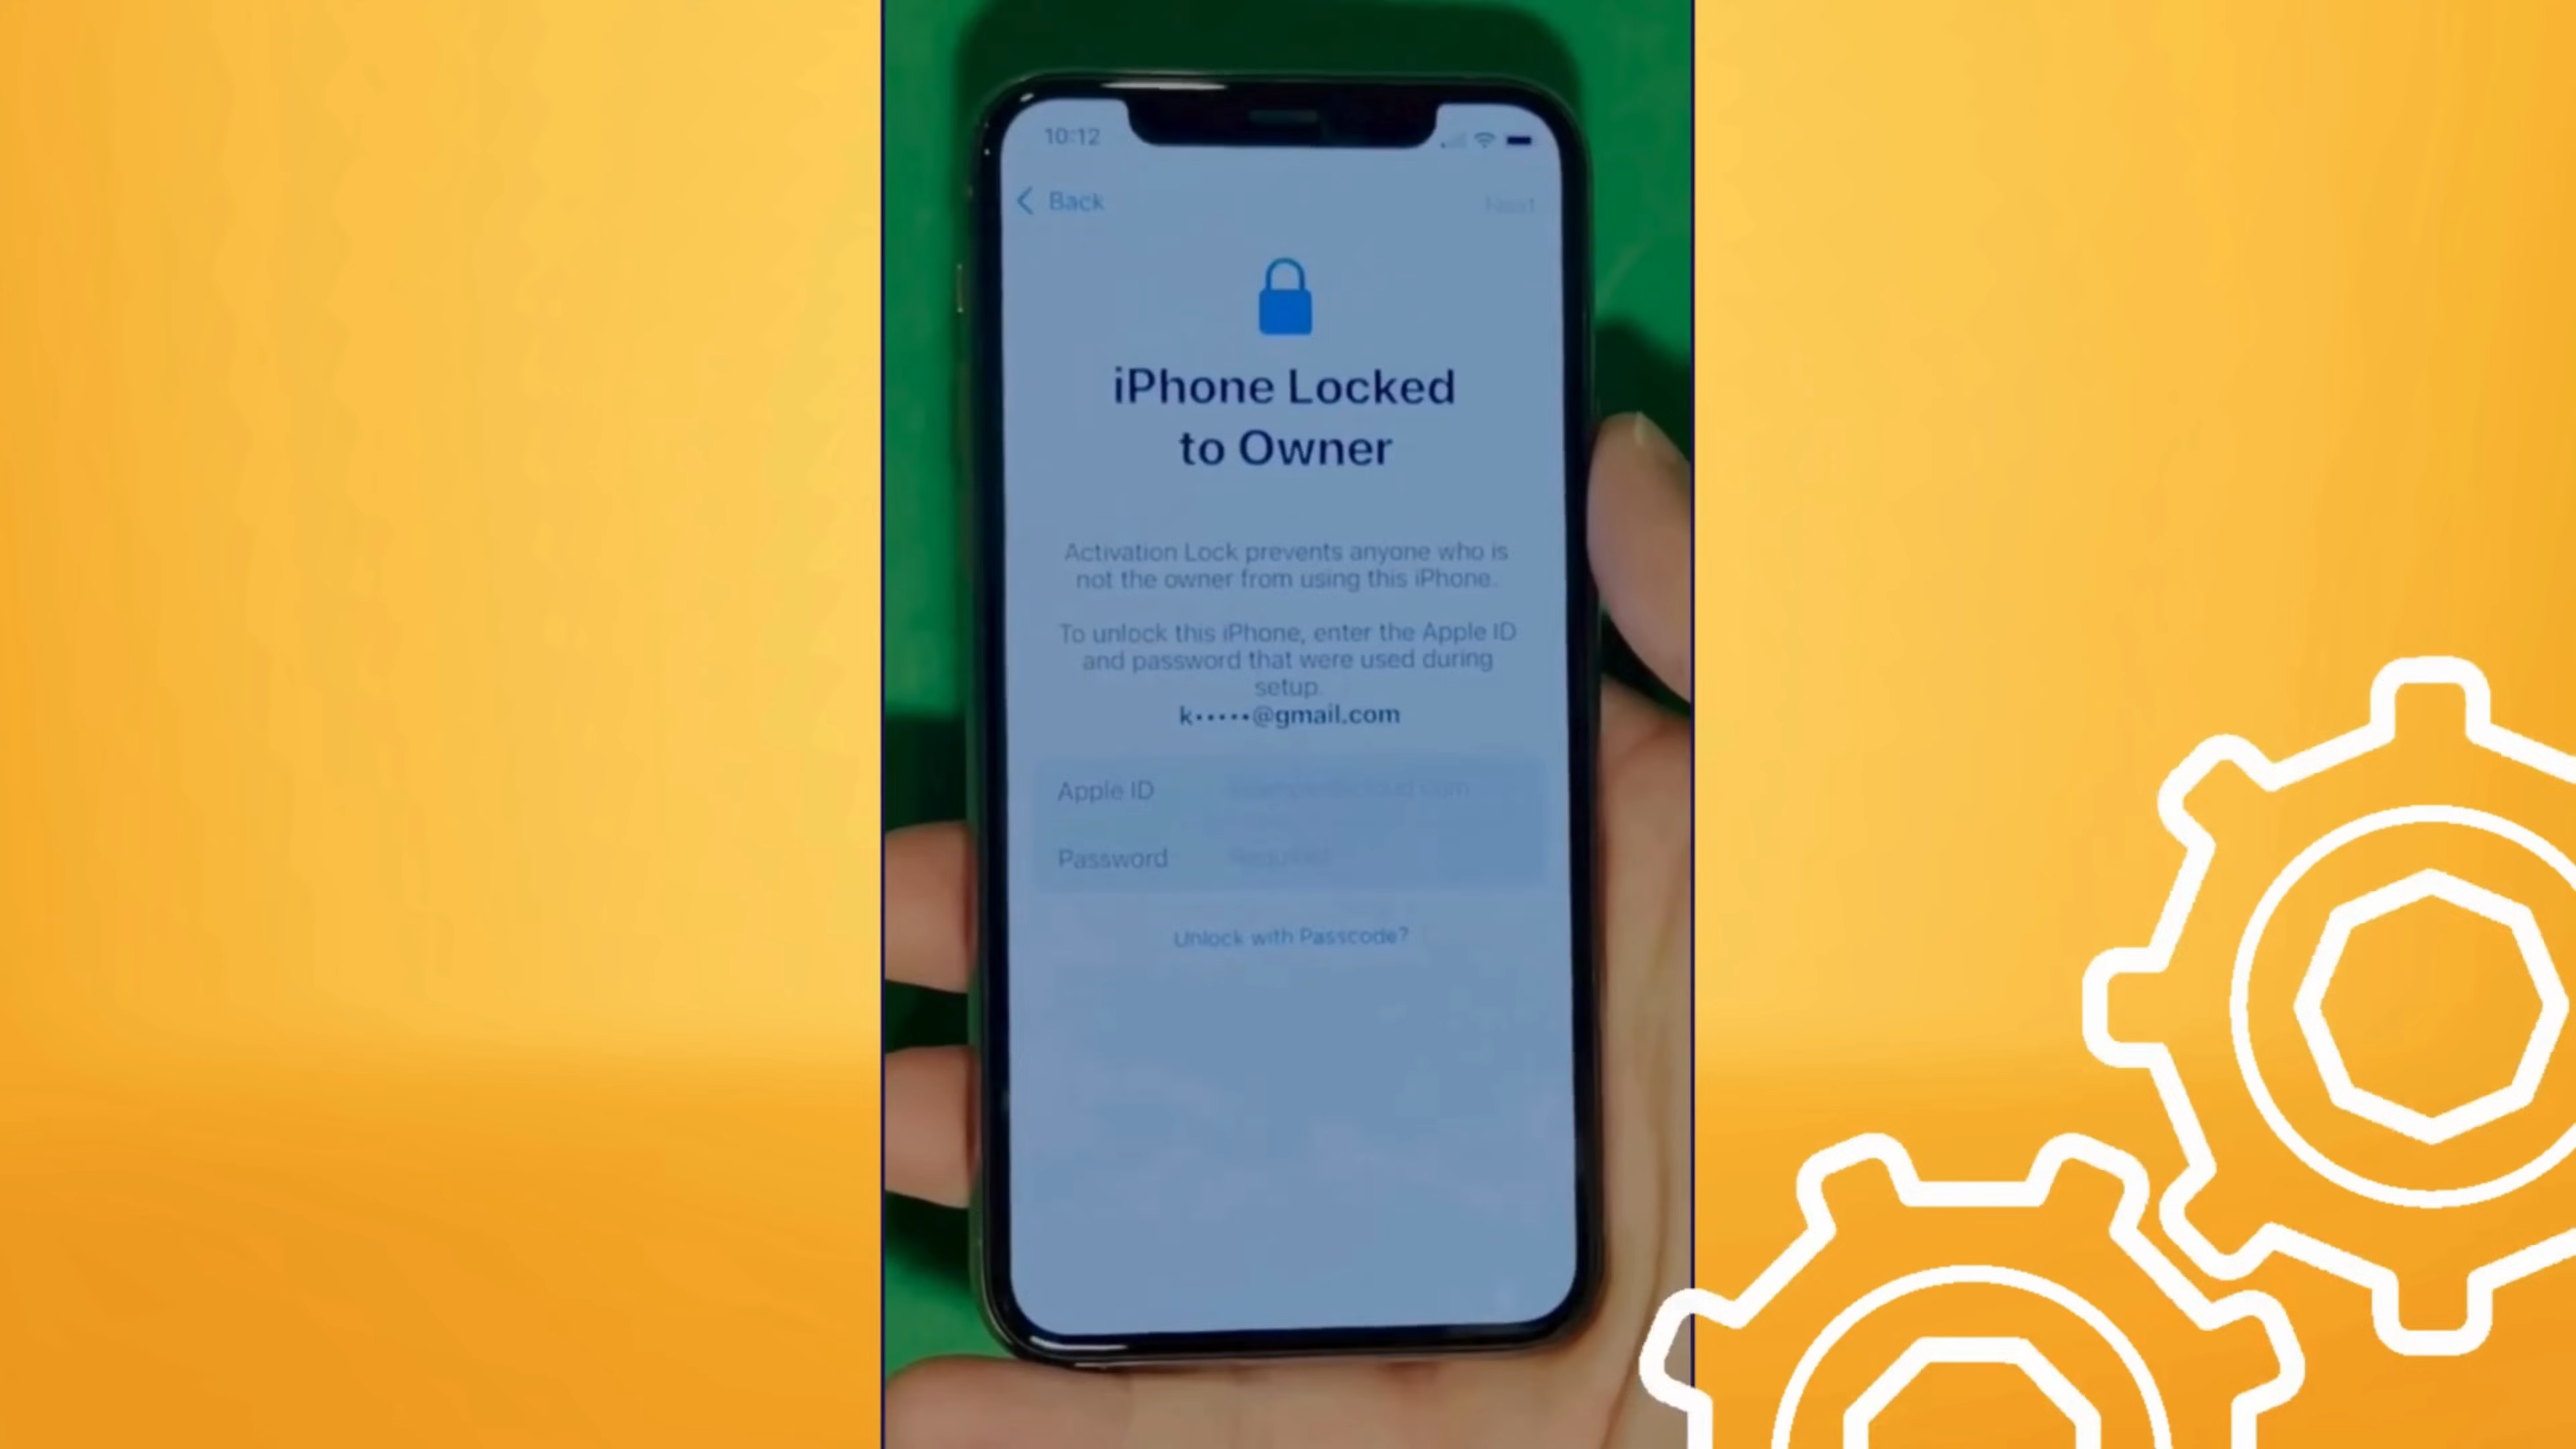 10:12
Back
Next
iPhone Locked
to Owner
Activation Lock prevents anyone who is
not the owner from using this iPhone.
To unlock this iPhone, enter the Apple ID
and password that were used during
setup.
k•••••@gmail.com
Apple ID
Password
Required
Unlock with Passcode?